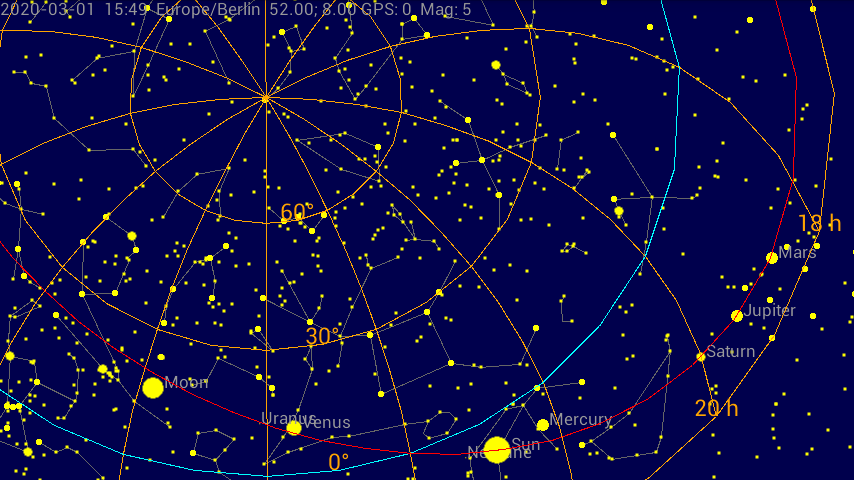 2020-03-01 15:49 Europe/Berlin 52.00; 8.00 GPS: 0, Mag: 5
60°
18 h
Mars
Jupiter
30°
Saturn
Moon
20 h
Uranus
Venus
Mercury
Sun
Neptune
0°